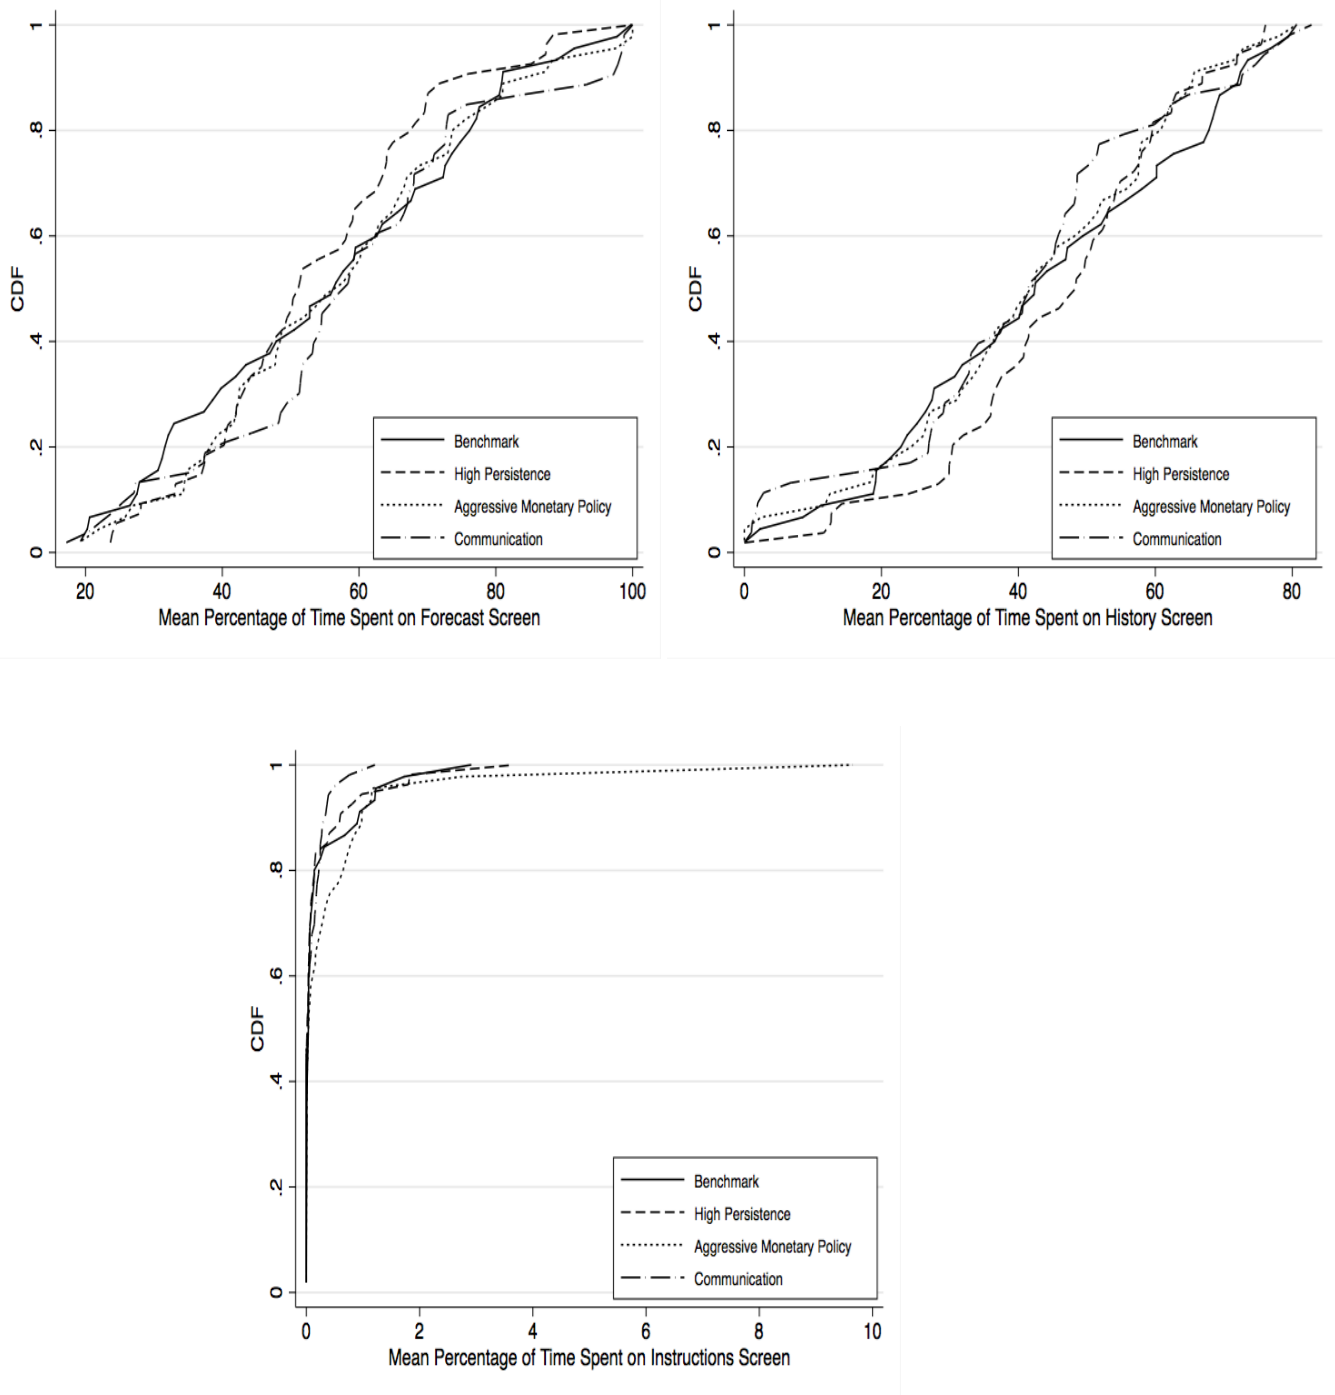 CDF
1
.8
.6
.4
.2
0
20 40 60 80 100
Mean Percentage of Time Spent on Forecast Screen
Benchmark
High Persistence
Aggressive Monetary Policy
Communication
CDF
1
.8
.6
.4
.2
0
0 20 40 60 80
Mean Percentage of Time Spent on History Screen
Benchmark
High Persistence
Aggressive Monetary Policy
Communication
CDF
1
.8
.6
.4
.2
0
0 2 4 6 8 10
Mean Percentage of Time Spent on Instructions Screen
Benchmark
High Persistence
Aggressive Monetary Policy
Communication